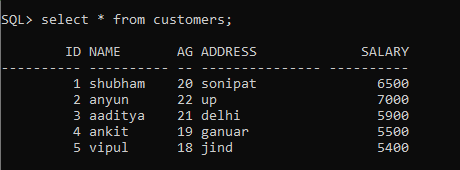 SQL> select * from customers;
ID NAME AG ADDRESS SALARY
---------- ---------- -- --------------- ----------
1 shubham 20 sonipat 6500
2 anyun 22 up 7000
3 aaditya 21 delhi 5900
4 ankit 19 ganuar 5500
5 vipul 18 jind 5400